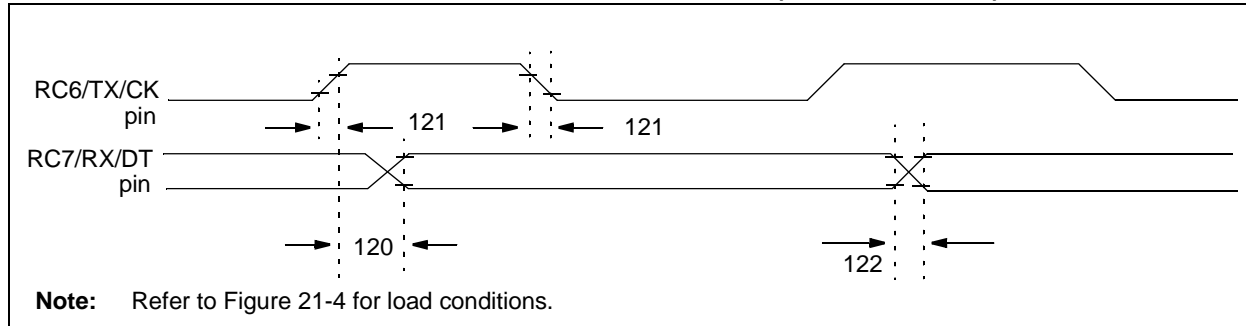 RC6/TX/CK
pin
121
121
RC7/RX/DT
pin
120
122
Note: Refer to Figure 21-4 for load conditions.